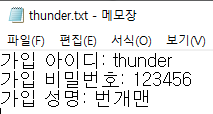 thunder.txt - 메모장
파일(F) 편집(E) 서식(O) 보기(V)
가입 아이디: thunder
가입 비밀번호: 123456
가입 성명: 번개맨